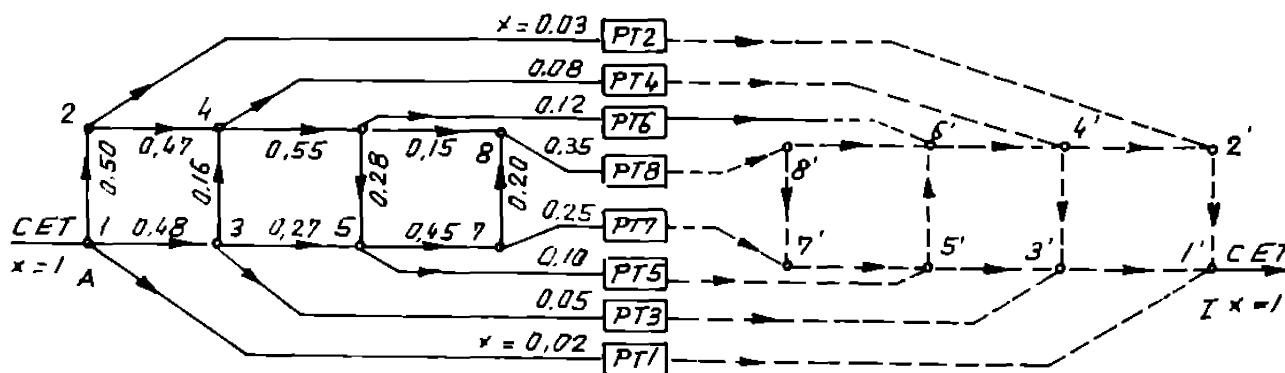 x=0.03 PT2
0.08 PT4
2 4 0.12 PT6 6' 4' 2'
0,47 0,55 0,15 8 0,35 PT8 8'
0.50 0.16 0.28 0.20
CET 1 0.48 3 0,27 5 0,45 7 0.25 PT7 7' 5' 3' 1' CET
x=1 A 0.10 PT5 I x=1
0.05 PT3
x=0,02 PT1